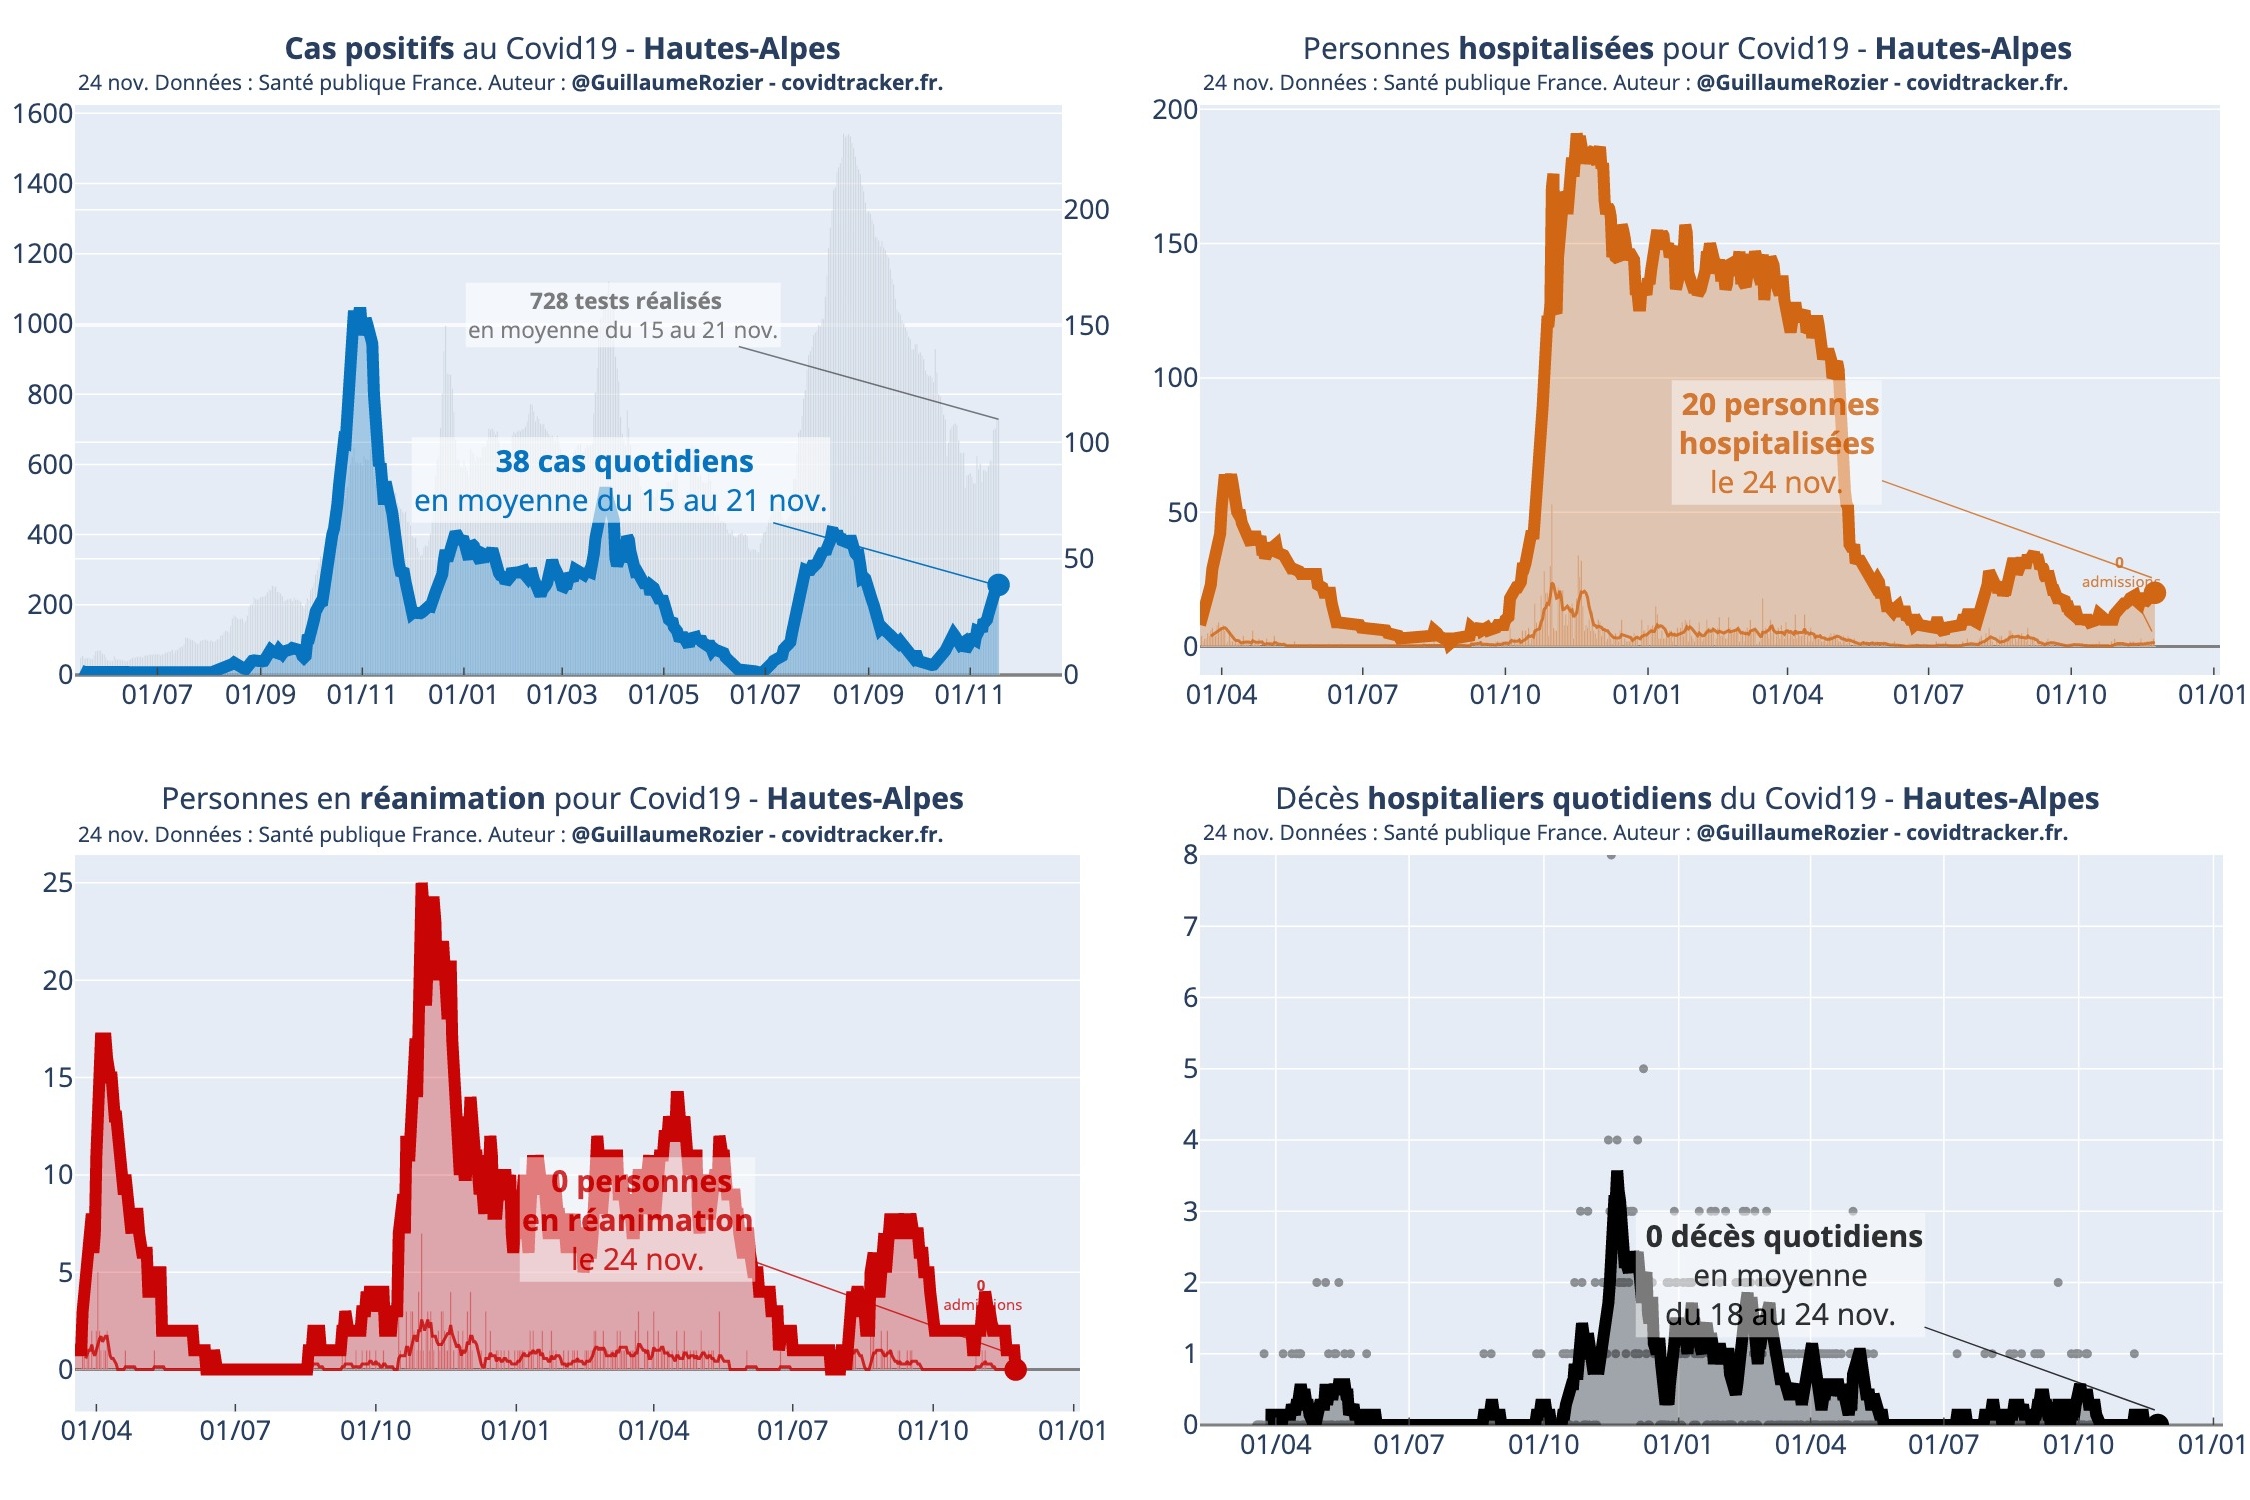 Cas positifs au Covid19 - Hautes-Alpes
24 nov. Données : Santé publique France. Auteur : @GuillaumeRozier - covidtracker.fr.
1600
1400
1200
1000
800
600
400
200
0
200
150
100
50
0
728 tests réalisés
en moyenne du 15 au 21 nov.
38 cas quotidiens
en moyenne du 15 au 21 nov.
01/07 01/09 01/11 01/01 01/03 01/05 01/07 01/09 01/11
Personnes hospitalisées pour Covid19 - Hautes-Alpes
24 nov. Données : Santé publique France. Auteur : @GuillaumeRozier - covidtracker.fr.
200
150
100
50
0
20 personnes
hospitalisées
le 24 nov.
0
admissions
01/04 01/07 01/10 01/01 01/04 01/07 01/10 01/01
Personnes en réanimation pour Covid19 - Hautes-Alpes
24 nov. Données : Santé publique France. Auteur : @GuillaumeRozier - covidtracker.fr.
25
20
15
10
5
0
0 personnes
en réanimation
le 24 nov.
0
admissions
01/04 01/07 01/10 01/01 01/04 01/07 01/10 01/01
Décès hospitaliers quotidiens du Covid19 - Hautes-Alpes
24 nov. Données : Santé publique France. Auteur : @GuillaumeRozier - covidtracker.fr.
8
7
6
5
4
3
2
1
0
0 décès quotidiens
en moyenne
du 18 au 24 nov.
01/04 01/07 01/10 01/01 01/04 01/07 01/10 01/01